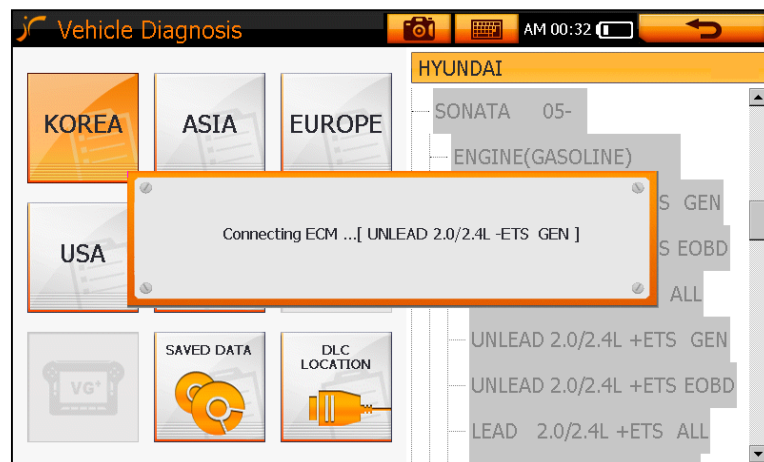 Vehicle Diagnosis
AM 00:32
KOREA
ASIA
EUROPE
USA
VG+
SAVED DATA
DLC
LOCATION
HYUNDAI
SONATA 05-
ENGINE(GASOLINE)
S GEN
S EOBD
ALL
UNLEAD 2.0/2.4L +ETS GEN
UNLEAD 2.0/2.4L +ETS EOBD
LEAD 2.0/2.4L +ETS ALL
Connecting ECM ...[ UNLEAD 2.0/2.4L -ETS GEN ]